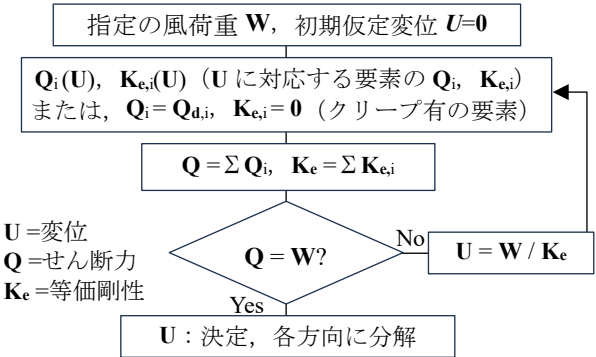 指定の風荷重 W，初期仮定変位 U=0
Qi (U)，Ke,i(U)（U に対応する要素の Qi，Ke,i）
または，Qi = Qd,i，Ke,i = 0（クリープ有の要素）
Q = Σ Qi，Ke = Σ Ke,i
U =変位
Q =せん断力
Ke =等価剛性
Q = W?
No
U = W / Ke
Yes
U：決定，各方向に分解